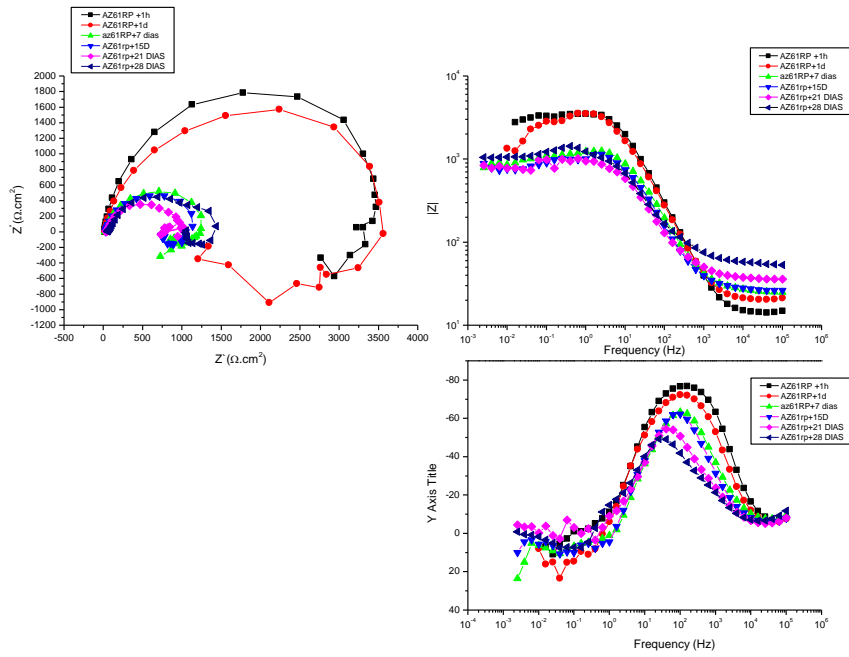 AZ61RP +1h
AZ61RP+1d
az61RP+7 dias
AZ61rp+15D
AZ61rp+21 DIAS
AZ61rp+28 DIAS
2000
1800
1600
1400
1200
1000
800
600
400
200
0
-200
-400
-600
-800
-1000
-1200
-500 0 500 1000 1500 2000 2500 3000 3500 4000
Z``(Ω.cm²)
Z` (Ω.cm²)
AZ61RP +1h
AZ61RP+1d
az61RP+7 dias
AZ61rp+15D
AZ61rp+21 DIAS
AZ61rp+28 DIAS
10⁴
10³
10²
10¹
|Z|
10⁻³ 10⁻² 10⁻¹ 10⁰ 10¹ 10² 10³ 10⁴ 10⁵ 10⁶
Frequency (Hz)
AZ61RP +1h
AZ61RP+1d
az61RP+7 dias
AZ61rp+15D
AZ61rp+21 DIAS
AZ61rp+28 DIAS
-80
-60
-40
-20
0
20
40
Y Axis Title
10⁻⁴ 10⁻³ 10⁻² 10⁻¹ 10⁰ 10¹ 10² 10³ 10⁴ 10⁵ 10⁶
Frequency (Hz)